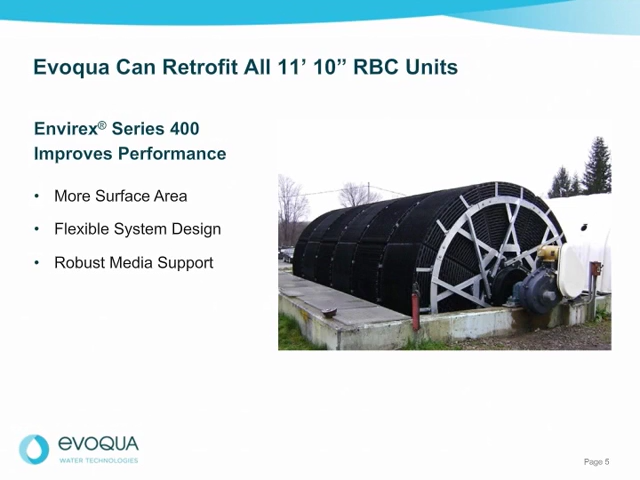 Evoqua Can Retrofit All 11’ 10” RBC Units
Envirex® Series 400
Improves Performance
• More Surface Area
• Flexible System Design
• Robust Media Support
evoqua
WATER TECHNOLOGIES
Page 5